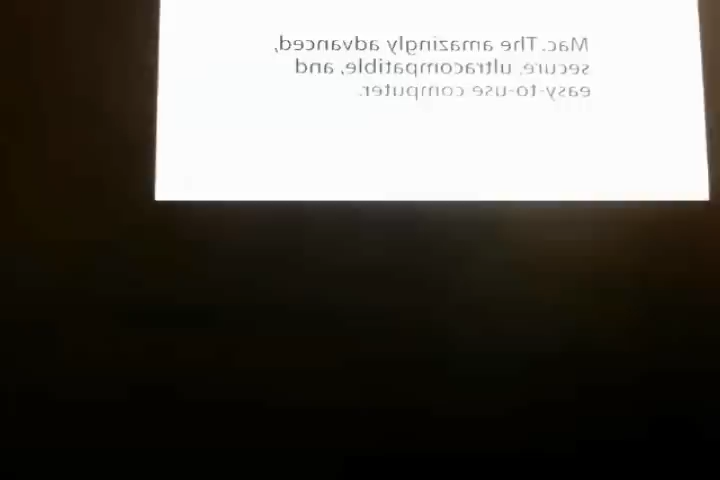 Mac. The amazingly advanced,
secure, ultracompatible, and
easy-to-use computer.